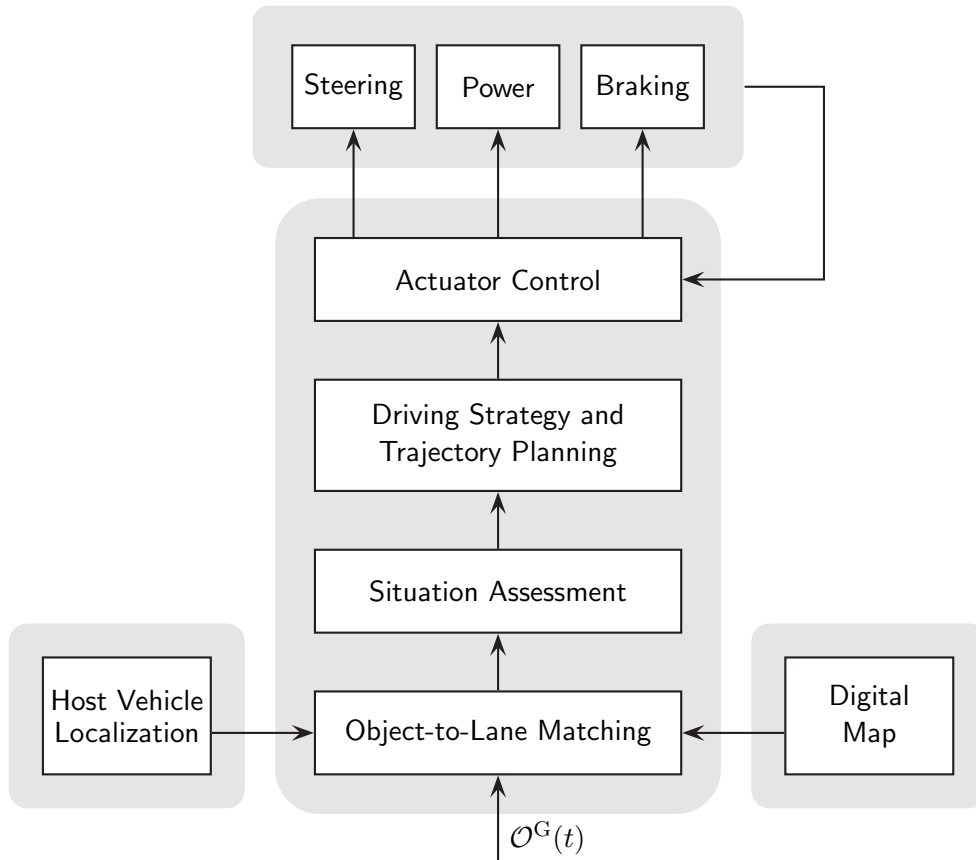 Steering
Power
Braking
Actuator Control
Driving Strategy and
Trajectory Planning
Situation Assessment
Host Vehicle
Localization
Object-to-Lane Matching
Digital
Map
𝒪ᴳ(t)